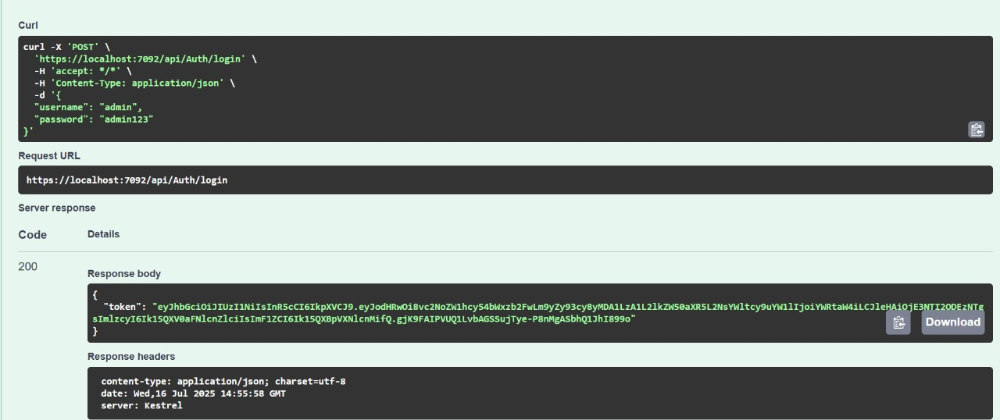 Curl
curl -X 'POST' \
'https://localhost:7092/api/Auth/login' \
-H 'accept: */*' \
-H 'Content-Type: application/json' \
-d '{
"username": "admin",
"password": "admin123"
}'
Request URL
https://localhost:7092/api/Auth/login
Server response
Code Details
200
Response body
{
"token": "eyJhbGciOiJIUzI1NiIsInR5cCI6IkpXVCJ9.eyJodHRwOi8vc2NoZW1hcy54bWxzb2FwLm9yZy93cy8yMDA1LzA1L2lkZW50aXR5L2NsYWltcy9uYW1lIjoiYWRtaW4iLCJleHAiOjE3NTI2ODEzNTg
sImlzcyI6Ik15QXV0aFNlcnZlciIsImF1ZCI6Ik15QXBpVXNlcnMifQ.gjK9FAIPVUQ1LvbAGSSujTye-P8nMgASbhQ1JhI899o"
}
Download
Response headers
content-type: application/json; charset=utf-8
date: Wed,16 Jul 2025 14:55:58 GMT
server: Kestrel